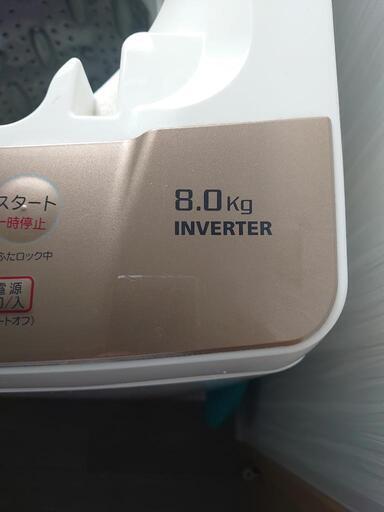 スタート
一時停止
ふたロック中
8.0Kg
INVERTER
電源
切/入
ートオフ)